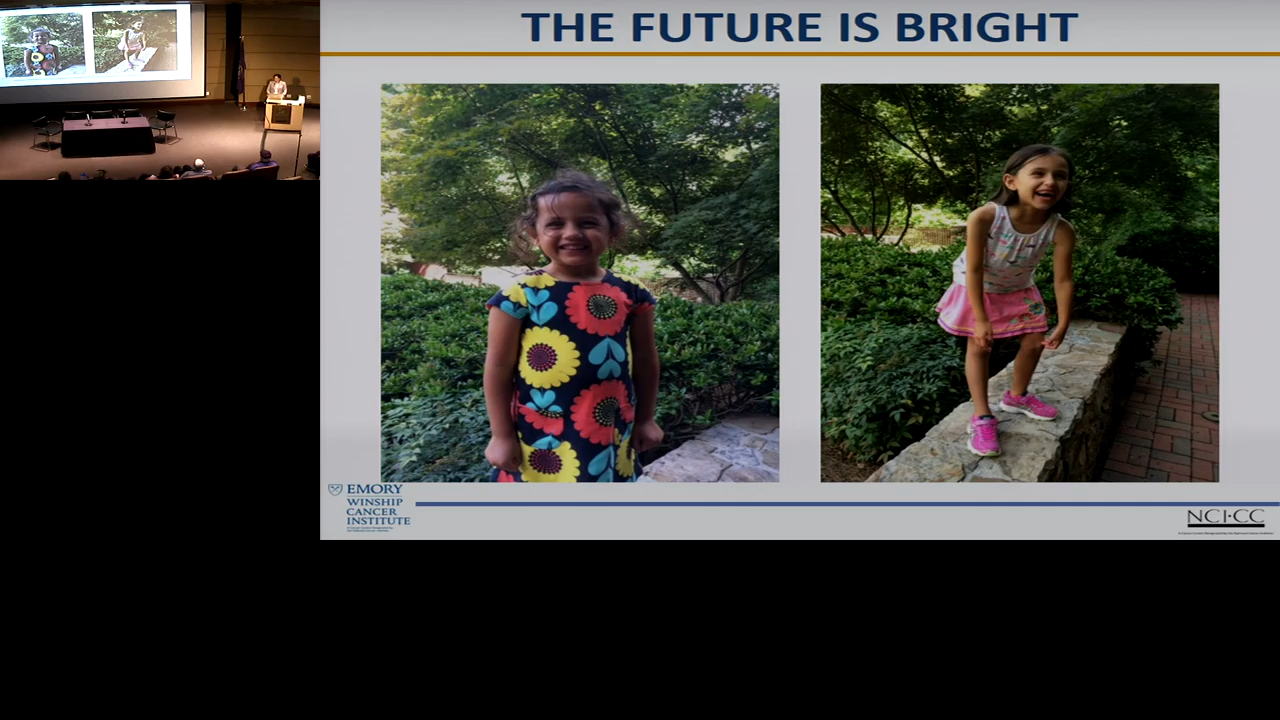 THE FUTURE IS BRIGHT
EMORY
WINSHIP
CANCER
INSTITUTE
NCI·CC